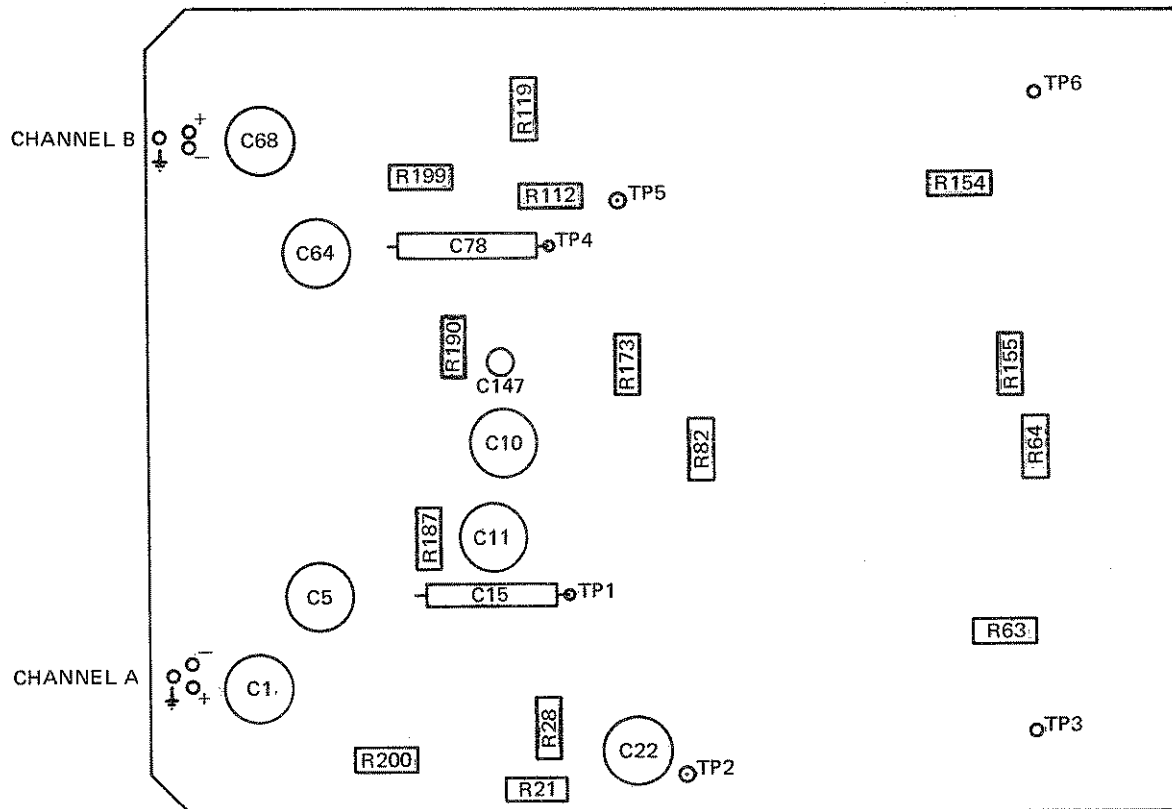 TP6
R119
CHANNEL B
+
−
C68
R199
R154
R112
TP5
C64
C78
TP4
R190
C147
R173
R155
C10
R82
R64
R187
C11
C5
C15
TP1
R63
CHANNEL A
−
+
C1
R28
C22
TP3
R200
TP2
R21